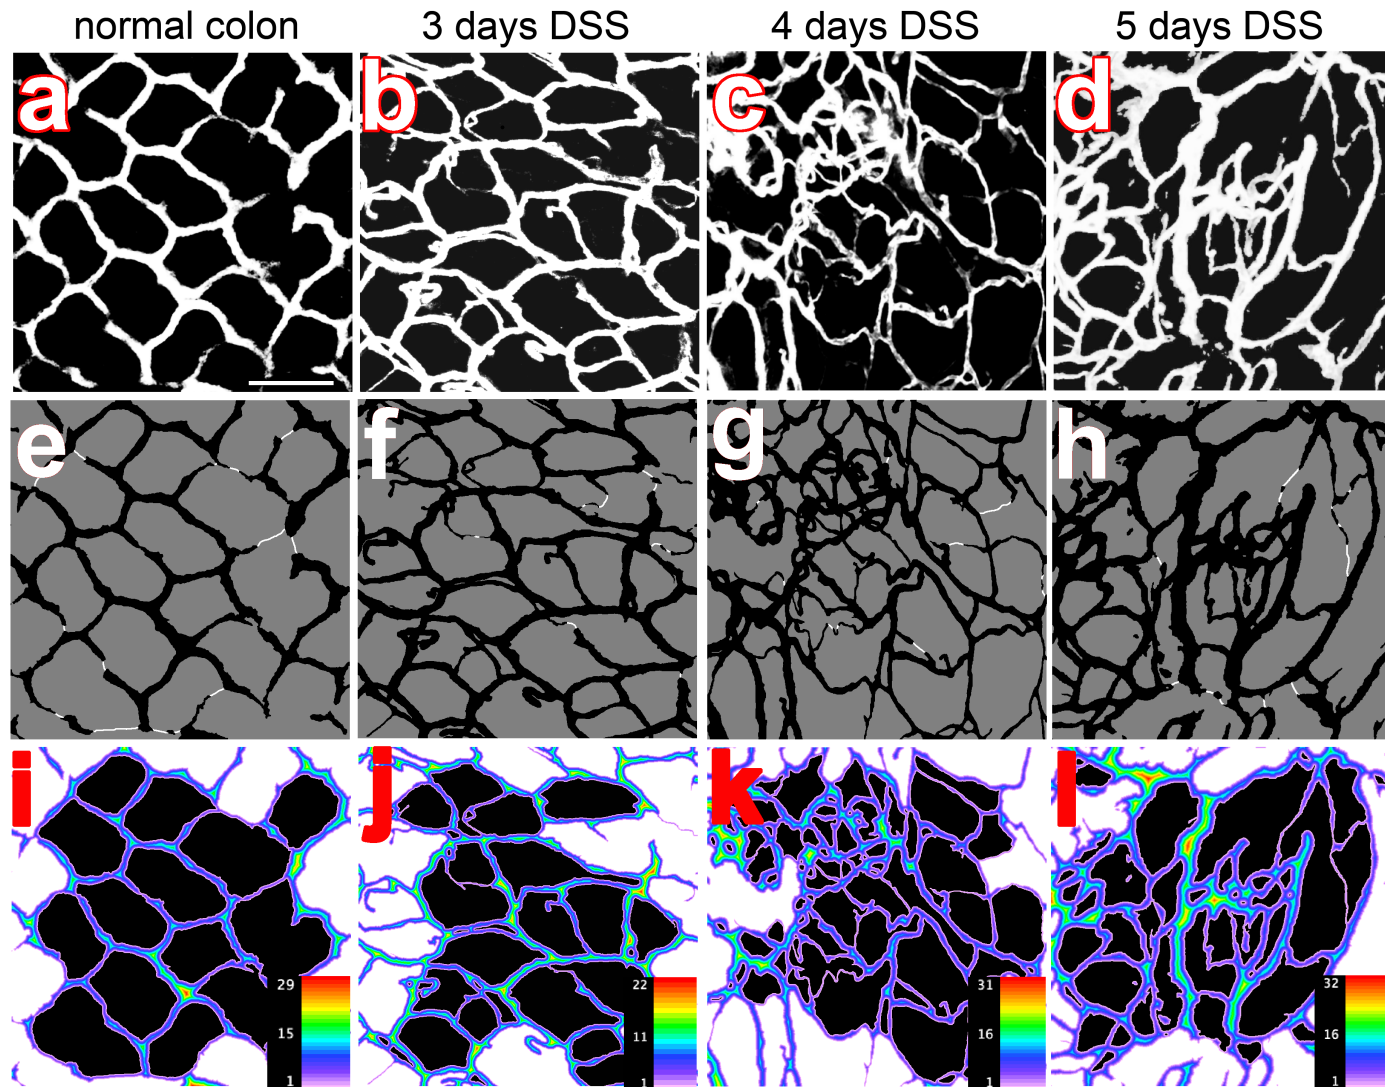 normal colon 3 days DSS 4 days DSS 5 days DSS
a b c d
e f g h
i j k l
29 22 31 32
15 11 16 16
1 1 1 1